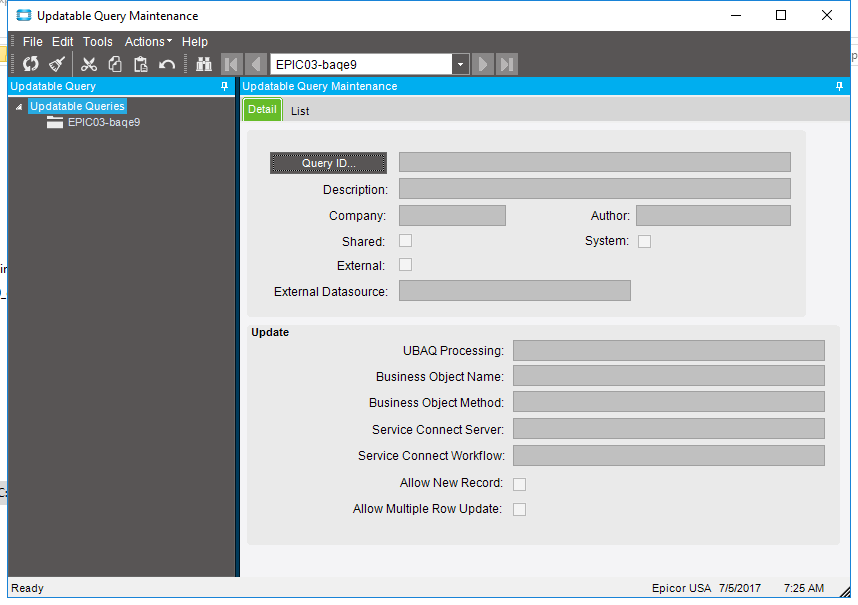 Updatable Query Maintenance
File Edit Tools Actions Help
EPIC03-baqe9
Updatable Query
Updatable Query Maintenance
Updatable Queries
EPIC03-baqe9
Detail List
Query ID...
Description:
Company: Author:
Shared: System:
External:
External Datasource:
Update
UBAQ Processing:
Business Object Name:
Business Object Method:
Service Connect Server:
Service Connect Workflow:
Allow New Record:
Allow Multiple Row Update:
Ready Epicor USA 7/5/2017 7:25 AM